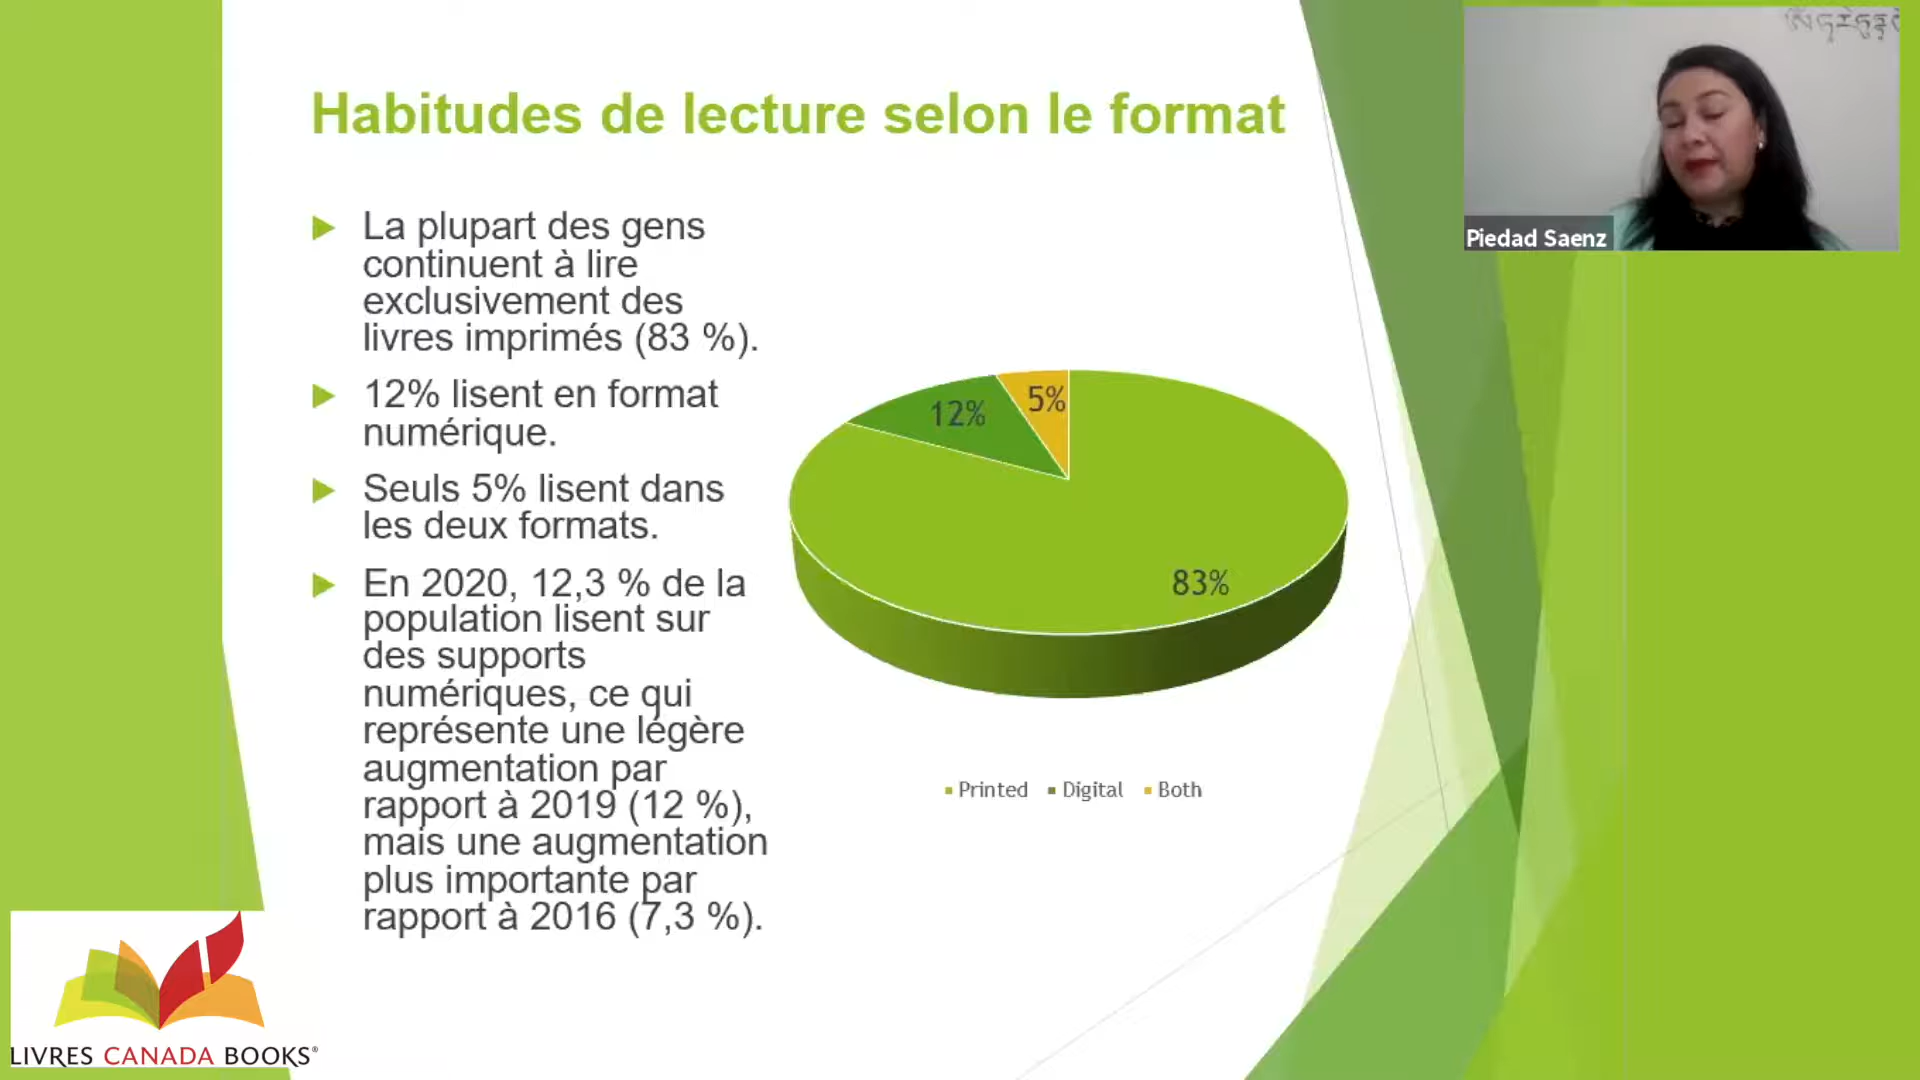 Habitudes de lecture selon le format
La plupart des gens
continuent à lire
exclusivement des
livres imprimés (83 %).
12% lisent en format
numérique.
Seuls 5% lisent dans
les deux formats.
En 2020, 12,3 % de la
population lisent sur
des supports
numériques, ce qui
représente une légère
augmentation par
rapport à 2019 (12 %),
mais une augmentation
plus importante par
rapport à 2016 (7,3 %).
12%
5%
83%
Printed Digital Both
Piedad Saenz
LIVRES CANADA BOOKS®